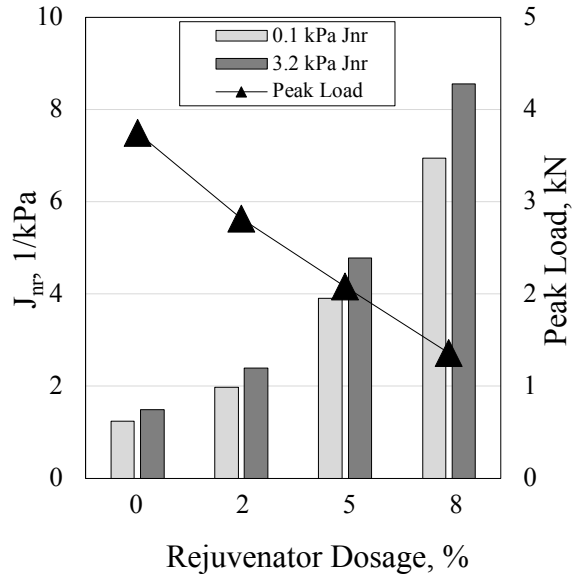 0.1 kPa Jnr
3.2 kPa Jnr
Peak Load
10
8
6
4
2
0
Jnr, 1/kPa
5
4
3
2
1
0
Peak Load, kN
0 2 5 8
Rejuvenator Dosage, %